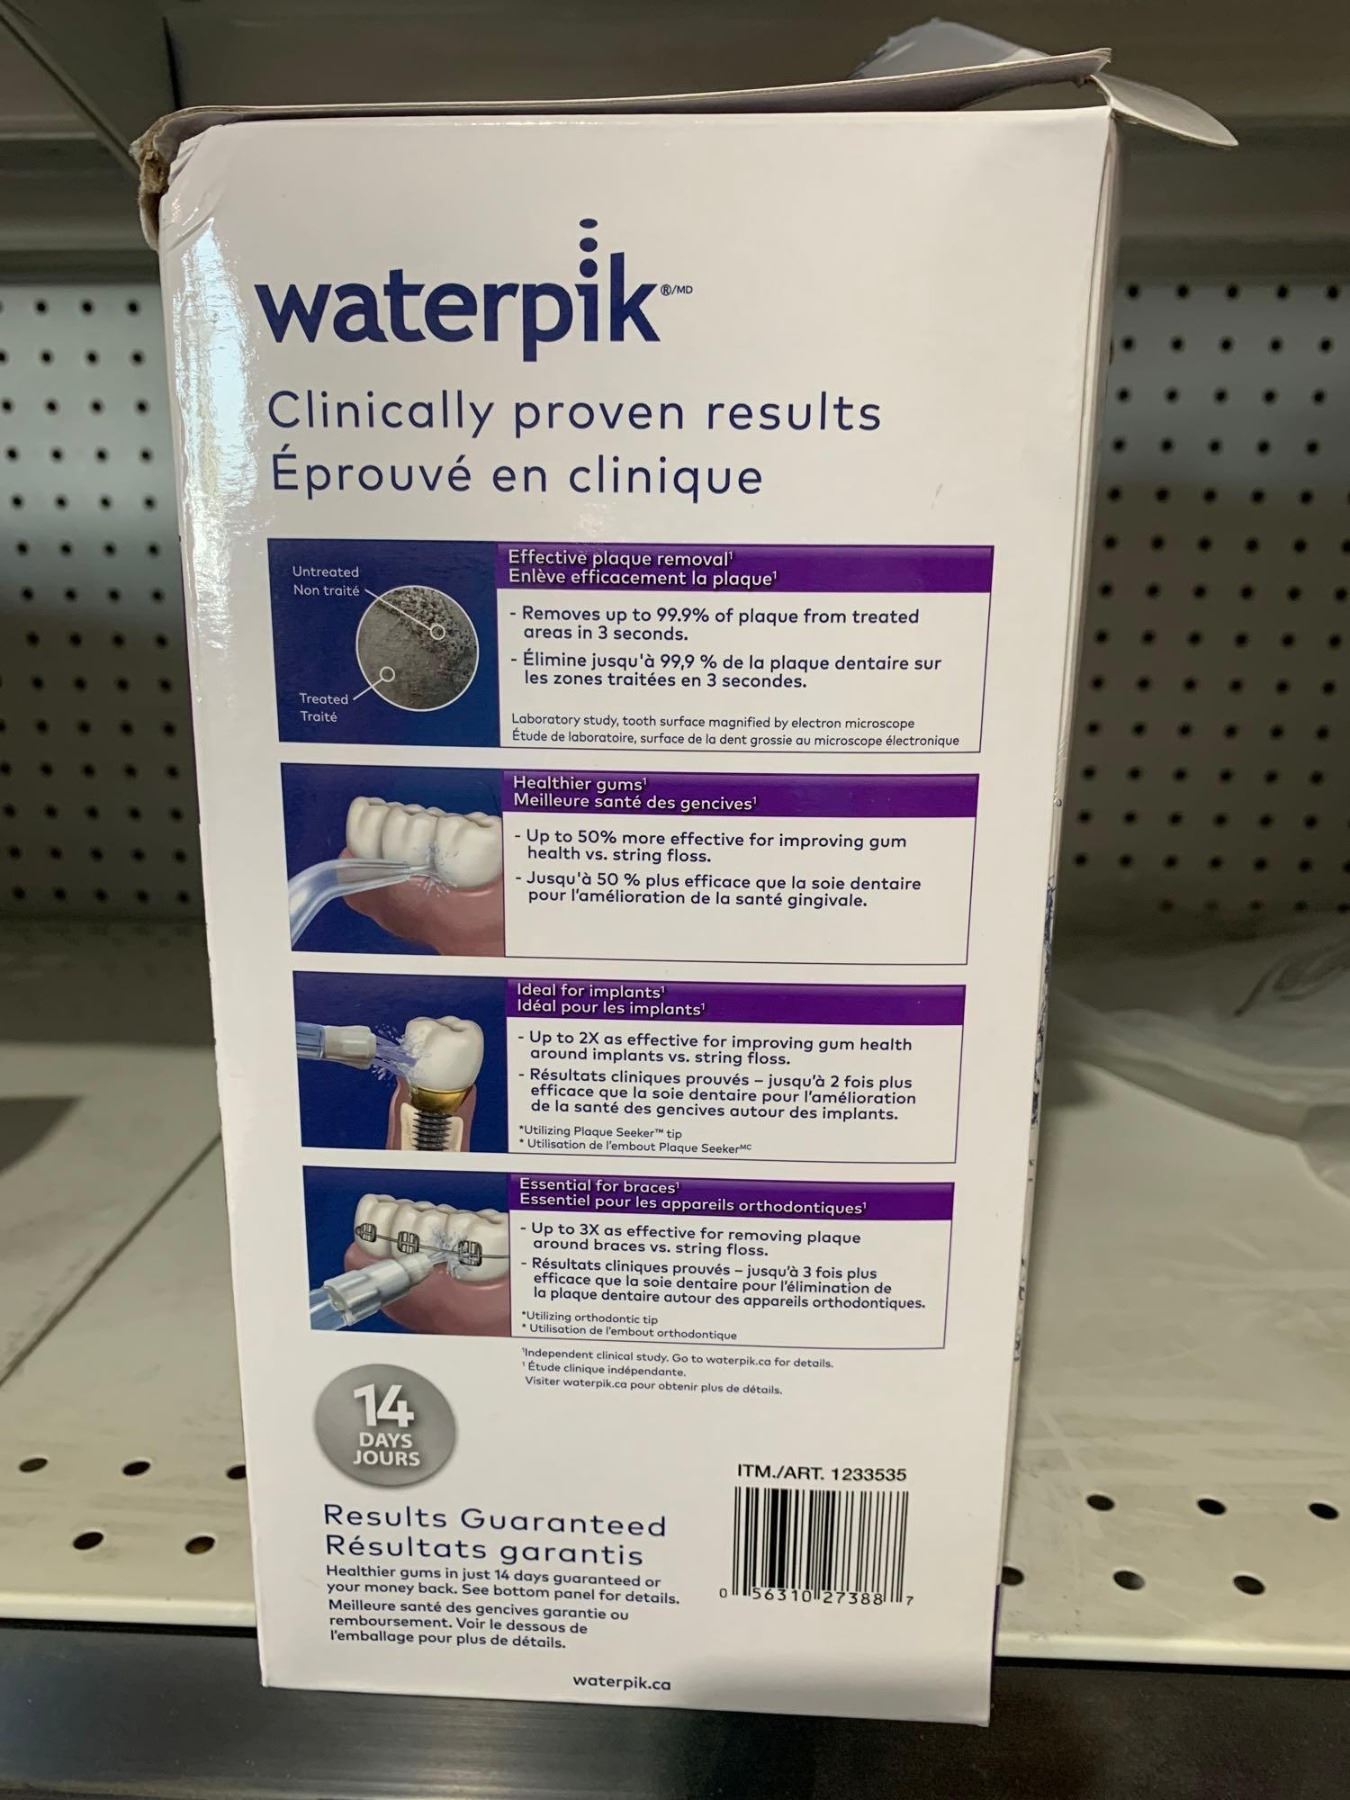 waterpik®/MD
Clinically proven results
Éprouvé en clinique
Untreated
Non traité
Treated
Traité
Effective plaque removal¹
Enlève efficacement la plaque¹
- Removes up to 99.9% of plaque from treated
areas in 3 seconds.
- Élimine jusqu'à 99,9 % de la plaque dentaire sur
les zones traitées en 3 secondes.
Laboratory study, tooth surface magnified by electron microscope
Étude de laboratoire, surface de la dent grossie au microscope électronique
Healthier gums¹
Meilleure santé des gencives¹
- Up to 50% more effective for improving gum
health vs. string floss.
- Jusqu'à 50 % plus efficace que la soie dentaire
pour l'amélioration de la santé gingivale.
Ideal for implants¹
Idéal pour les implants¹
- Up to 2X as effective for improving gum health
around implants vs. string floss.
- Résultats cliniques prouvés – jusqu'à 2 fois plus
efficace que la soie dentaire pour l'amélioration
de la santé des gencives autour des implants.
*Utilizing Plaque Seeker™ tip
* Utilisation de l'embout Plaque Seekerᴹᶜ
Essential for braces¹
Essentiel pour les appareils orthodontiques¹
- Up to 3X as effective for removing plaque
around braces vs. string floss.
- Résultats cliniques prouvés – jusqu'à 3 fois plus
efficace que la soie dentaire pour l'élimination de
la plaque dentaire autour des appareils orthodontiques.
*Utilizing orthodontic tip
* Utilisation de l'embout orthodontique
¹Independent clinical study. Go to waterpik.ca for details.
¹ Étude clinique indépendante.
Visiter waterpik.ca pour obtenir plus de détails.
14
DAYS
JOURS
Results Guaranteed
Résultats garantis
Healthier gums in just 14 days guaranteed or
your money back. See bottom panel for details.
Meilleure santé des gencives garantie ou
remboursement. Voir le dessous de
l'emballage pour plus de détails.
ITM./ART. 1233535
0 56310 27388 7
waterpik.ca